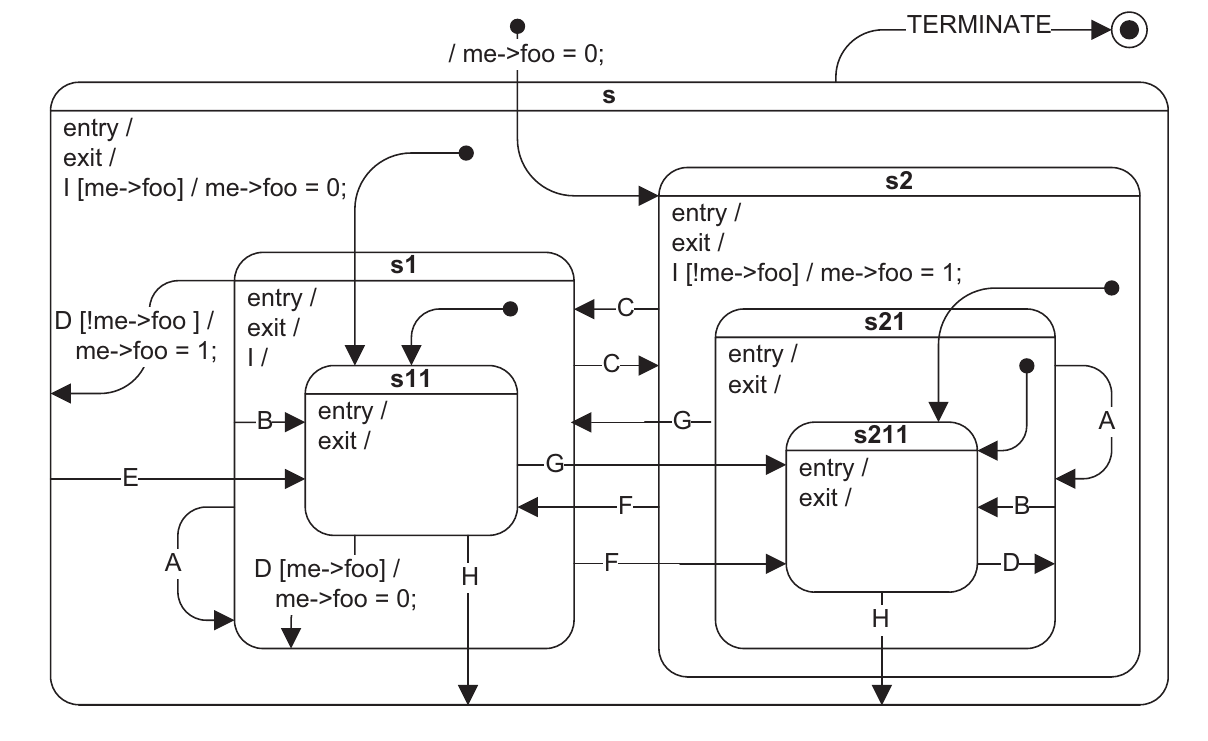 TERMINATE
/ me->foo = 0;
s
entry /
exit /
I [me->foo] / me->foo = 0;
s2
entry /
exit /
I [!me->foo] / me->foo = 1;
s1
entry /
exit /
I /
D [!me->foo ] /
me->foo = 1;
C
C
s21
entry /
exit /
s11
entry /
exit /
B
G
A
s211
entry /
exit /
E
G
F
B
A
D [me->foo] /
me->foo = 0;
H
F
D
H